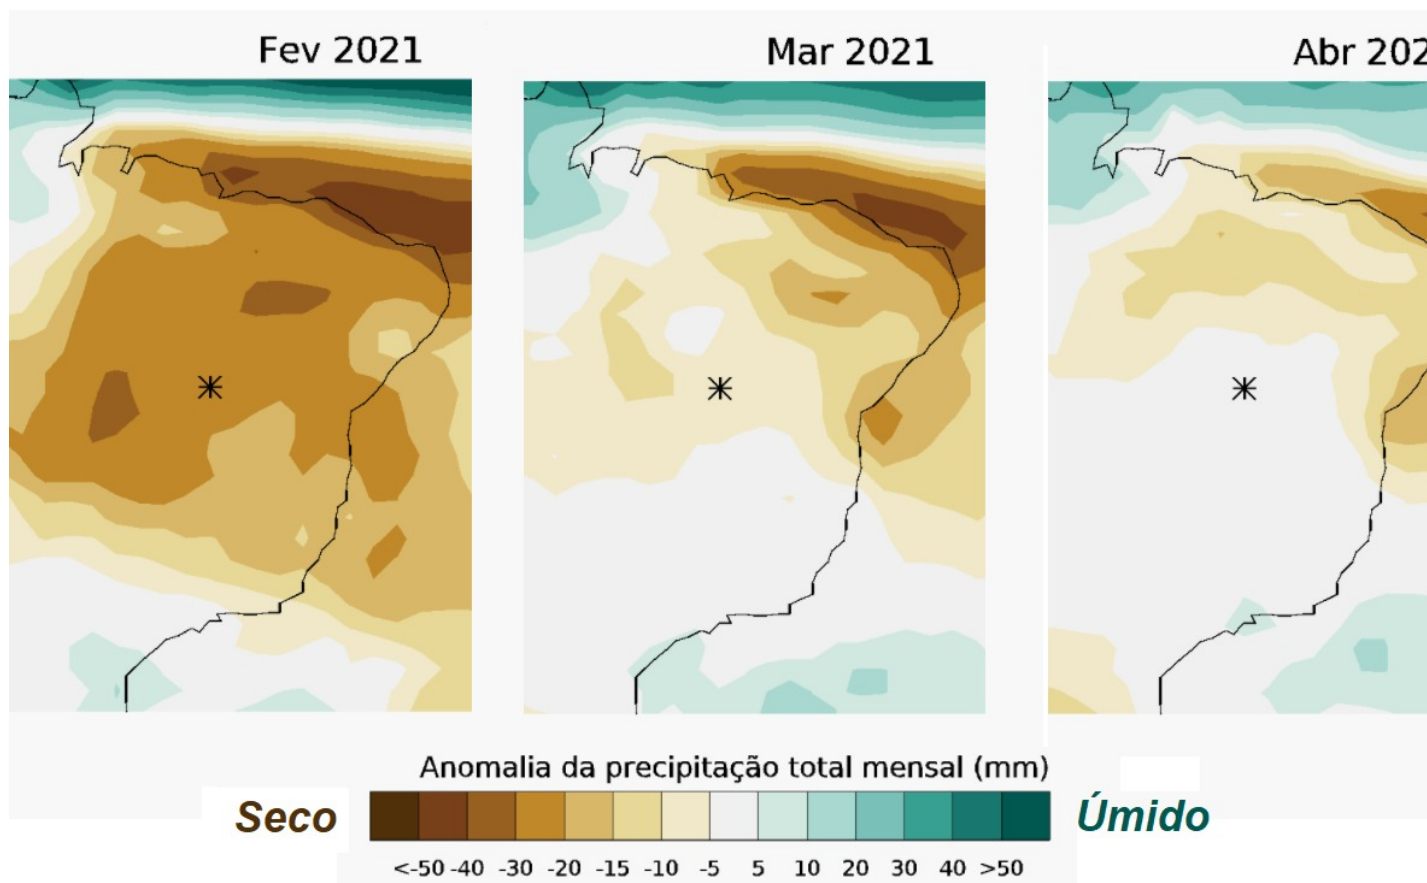 Fev 2021
Mar 2021
Abr 202
Anomalia da precipitação total mensal (mm)
Seco
Úmido
<-50 -40 -30 -20 -15 -10 -5 5 10 20 30 40 >50